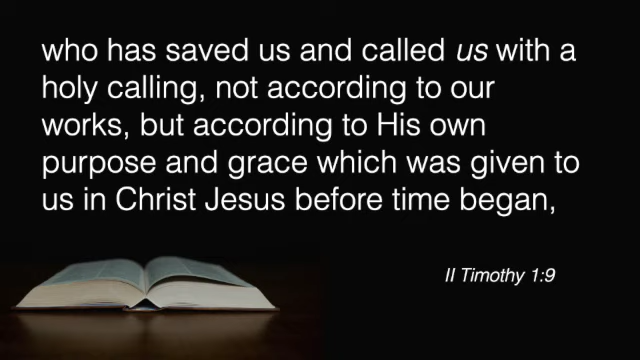 who has saved us and called us with a
holy calling, not according to our
works, but according to His own
purpose and grace which was given to
us in Christ Jesus before time began,
II Timothy 1:9